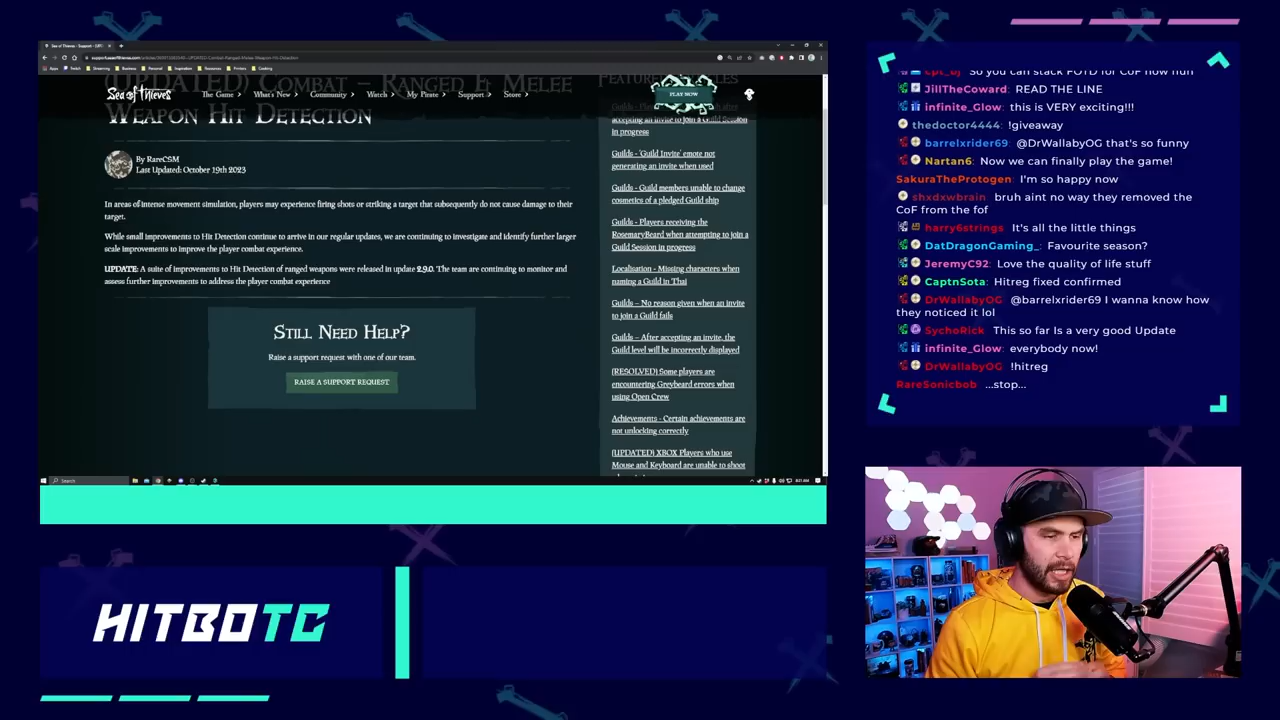 Sea of Thieves
The Game
What's New
Community
Watch
My Pirate
Support
Store
PLAY NOW
Combat – Ranged & Melee
Weapon Hit Detection
By RareCSM
Last Updated: October 19th 2023
In areas of intense movement simulation, players may experience firing shots or striking a target that subsequently do not cause damage to their
target.
While small improvements to Hit Detection continue to arrive in our regular updates, we are continuing to investigate and identify further larger
scale improvements to improve the player combat experience.
UPDATE: A suite of improvements to Hit Detection of ranged weapons were released in update 2.9.0. The team are continuing to monitor and
assess further improvements to address the player combat experience
Still Need Help?
Raise a support request with one of our team.
RAISE A SUPPORT REQUEST
accepting an invite to join a Guild Session
in progress
Guilds - 'Guild Invite' emote not
generating an invite when used
Guilds - Guild members unable to change
cosmetics of a pledged Guild ship
Guilds - Players receiving the
RosemaryBeard when attempting to join a
Guild Session in progress
Localisation - Missing characters when
naming a Guild in Thai
Guilds – No reason given when an invite
to join a Guild fails
Guilds – After accepting an invite, the
Guild level will be incorrectly displayed
(RESOLVED) Some players are
encountering Greybeard errors when
using Open Crew
Achievements - Certain achievements are
not unlocking correctly
(UPDATED) XBOX Players who use
Mouse and Keyboard are unable to shoot
So you can stack FOTD for CoF now huh
JillTheCoward: READ THE LINE
infinite_Glow: this is VERY exciting!!!
thedoctor4444: !giveaway
barrelxrider69: @DrWallabyOG that's so funny
Nartan6: Now we can finally play the game!
SakuraTheProtogen: I'm so happy now
shxdxwbrain: bruh aint no way they removed the
CoF from the fof
harry6strings: It's all the little things
DatDragonGaming_: Favourite season?
JeremyC92: Love the quality of life stuff
CaptnSota: Hitreg fixed confirmed
DrWallabyOG: @barrelxrider69 I wanna know how
they noticed it lol
SychoRick: This so far Is a very good Update
infinite_Glow: everybody now!
DrWallabyOG: !hitreg
RareSonicbob: ...stop...
HITBOTC